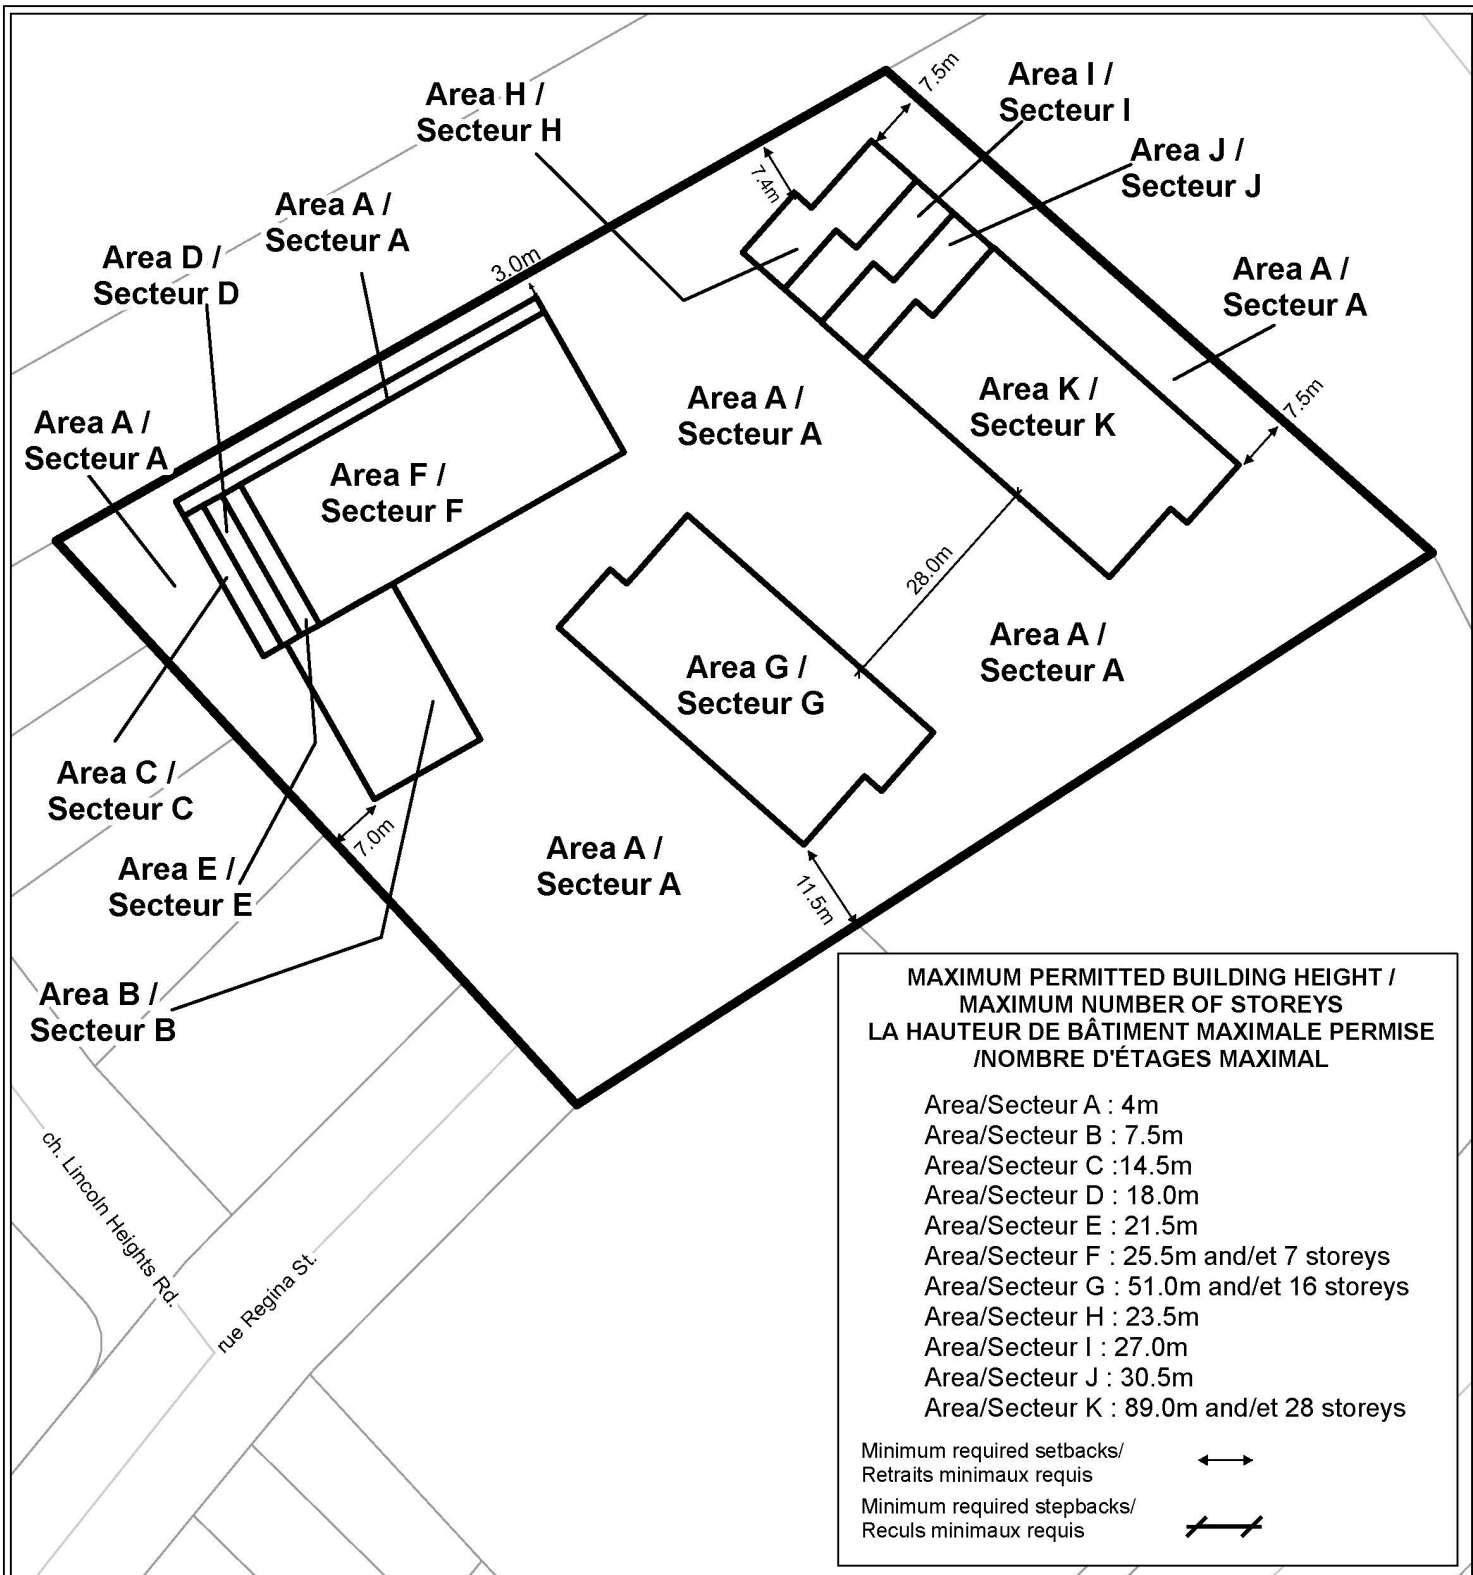 Area H /
Secteur H
7.5m
Area I /
Secteur I
7.4m
Area J /
Secteur J
Area A /
Secteur A
Area D /
Secteur D
3.0m
Area A /
Secteur A
Area A /
Secteur A
Area A /
Secteur A
Area K /
Secteur K
7.5m
Area F /
Secteur F
28.0m
Area G /
Secteur G
Area A /
Secteur A
Area C /
Secteur C
7.0m
Area E /
Secteur E
Area A /
Secteur A
11.5m
Area B /
Secteur B
ch. Lincoln Heights Rd.
rue Regina St.
MAXIMUM PERMITTED BUILDING HEIGHT /
MAXIMUM NUMBER OF STOREYS
LA HAUTEUR DE BÂTIMENT MAXIMALE PERMISE
/NOMBRE D'ÉTAGES MAXIMAL
Area/Secteur A : 4m
Area/Secteur B : 7.5m
Area/Secteur C :14.5m
Area/Secteur D : 18.0m
Area/Secteur E : 21.5m
Area/Secteur F : 25.5m and/et 7 storeys
Area/Secteur G : 51.0m and/et 16 storeys
Area/Secteur H : 23.5m
Area/Secteur I : 27.0m
Area/Secteur J : 30.5m
Area/Secteur K : 89.0m and/et 28 storeys
Minimum required setbacks/
Retraits minimaux requis
Minimum required stepbacks/
Reculs minimaux requis